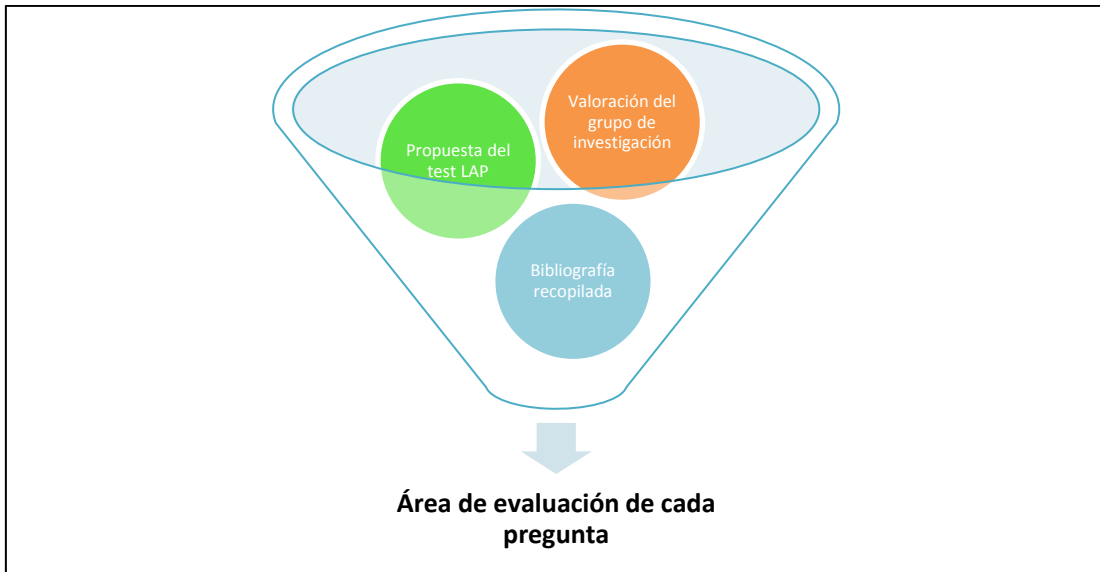 Valoración del
grupo de
investigación
Propuesta del
test LAP
Bibliografía
recopilada
Área de evaluación de cada
pregunta